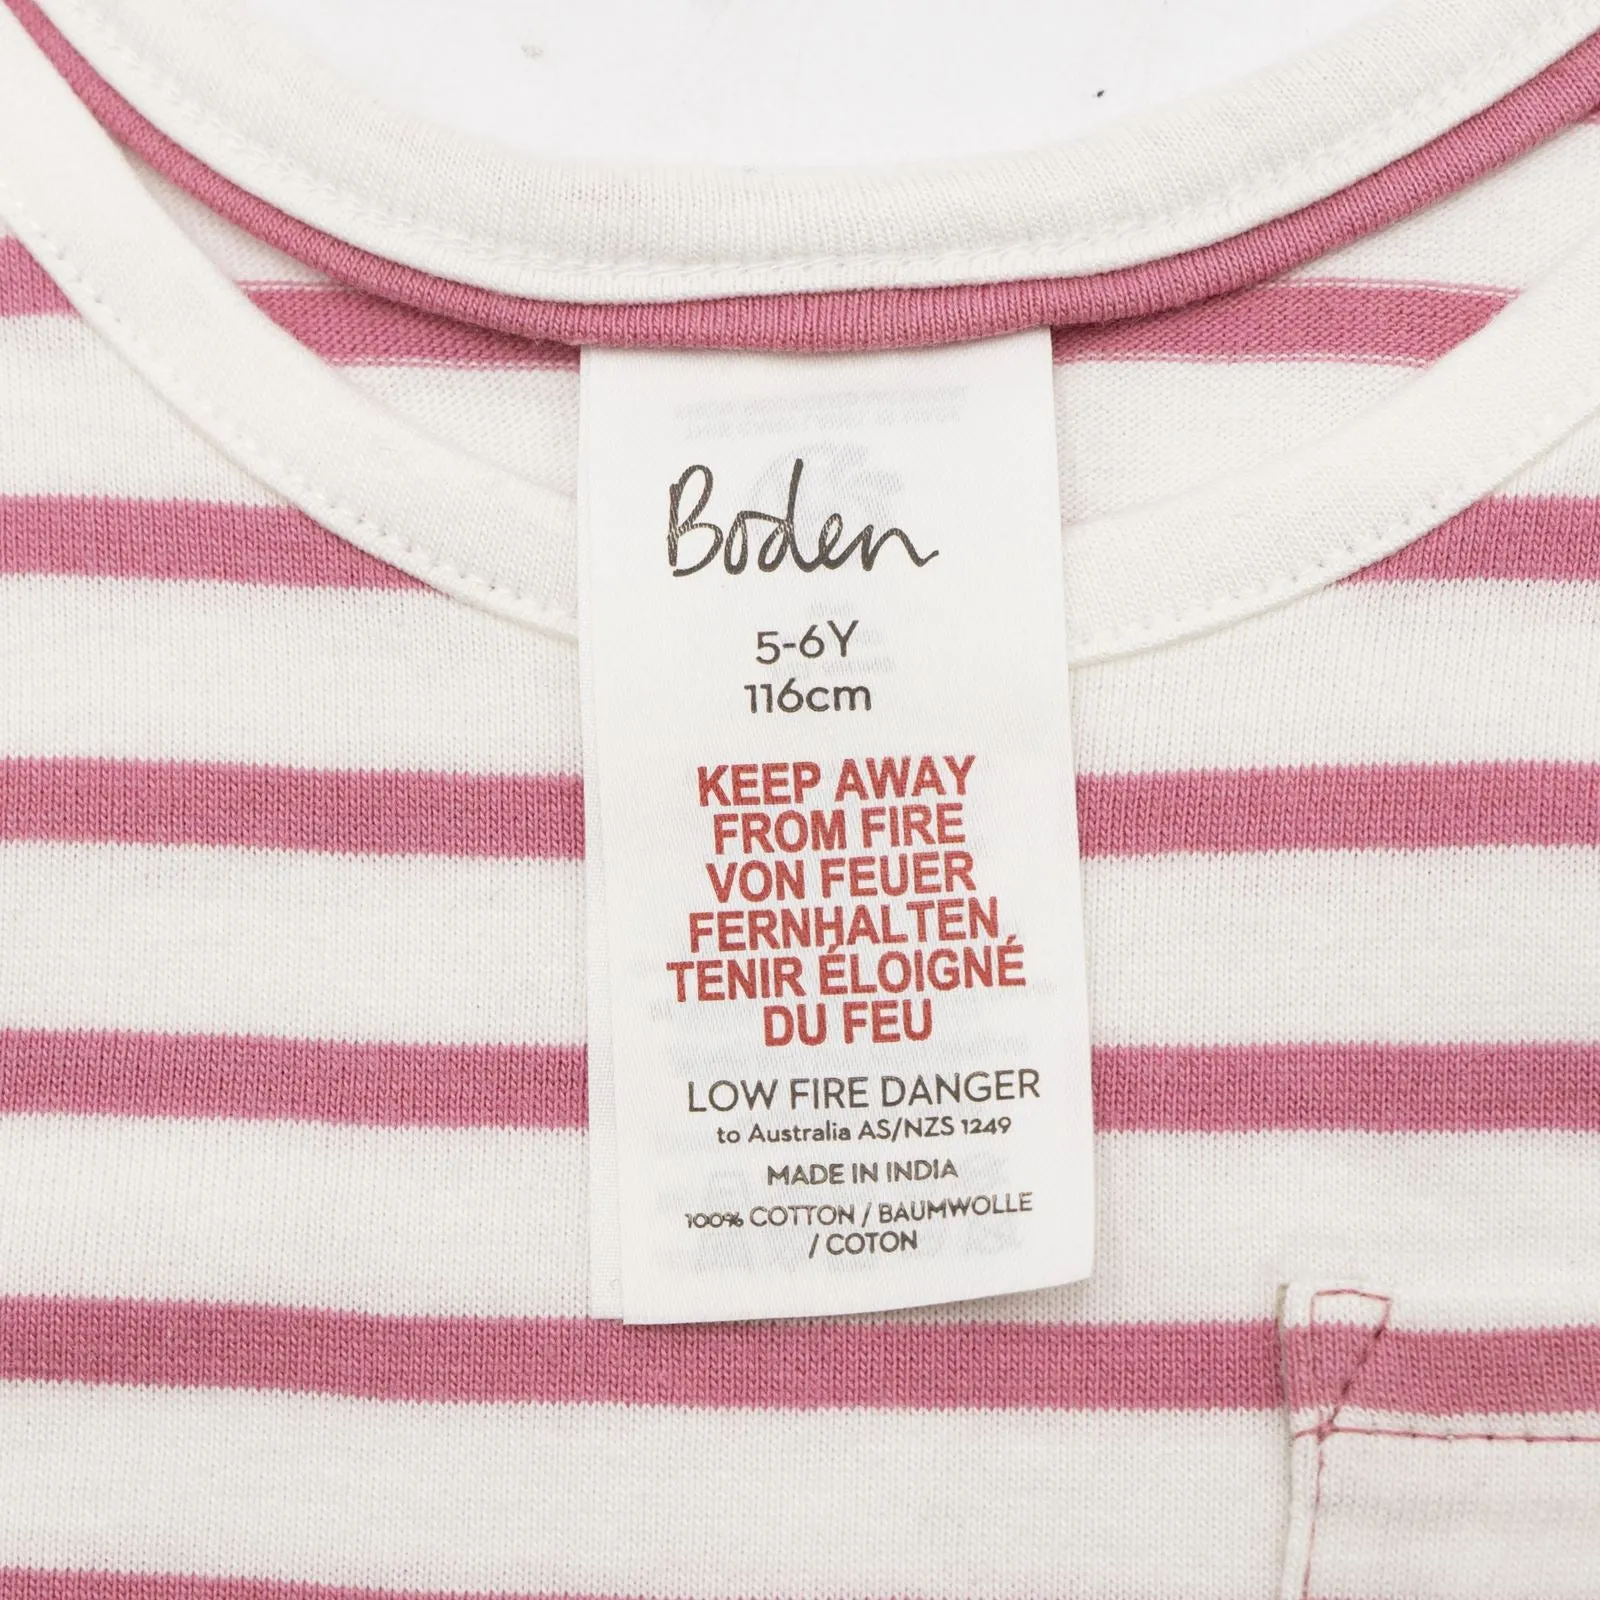 Boden
5-6Y
116cm
KEEP AWAY
FROM FIRE
VON FEUER
FERNHALTEN
TENIR ÉLOIGNÉ
DU FEU
LOW FIRE DANGER
to Australia AS/NZS 1249
MADE IN INDIA
100% COTTON / BAUMWOLLE
/ COTON